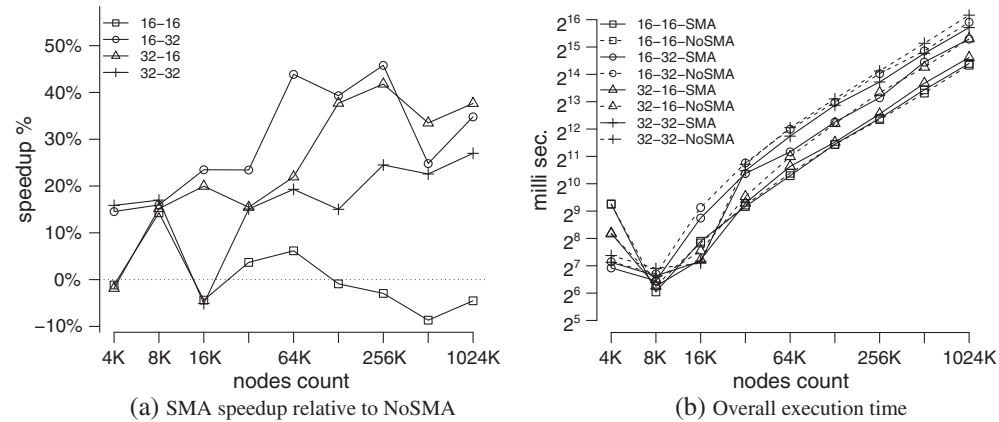 16−16
16−32
32−16
32−32
50%
40%
30%
20%
10%
0%
−10%
speedup %
4K 8K 16K 64K 256K 1024K
nodes count
(a) SMA speedup relative to NoSMA
16−16−SMA
16−16−NoSMA
16−32−SMA
16−32−NoSMA
32−16−SMA
32−16−NoSMA
32−32−SMA
32−32−NoSMA
2^16
2^15
2^14
2^13
2^12
2^11
2^10
2^9
2^8
2^7
2^6
2^5
milli sec.
4K 8K 16K 64K 256K 1024K
nodes count
(b) Overall execution time